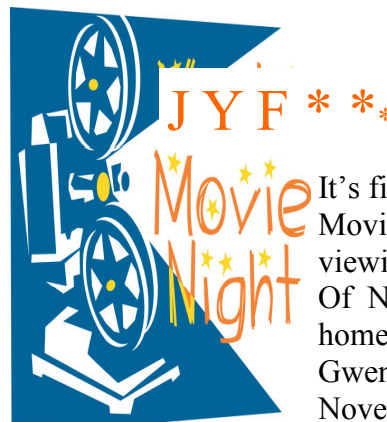 J Y F * * *
Movie
Night
It's fi
Movi
viewi
Of N
home
Gwen
Nove